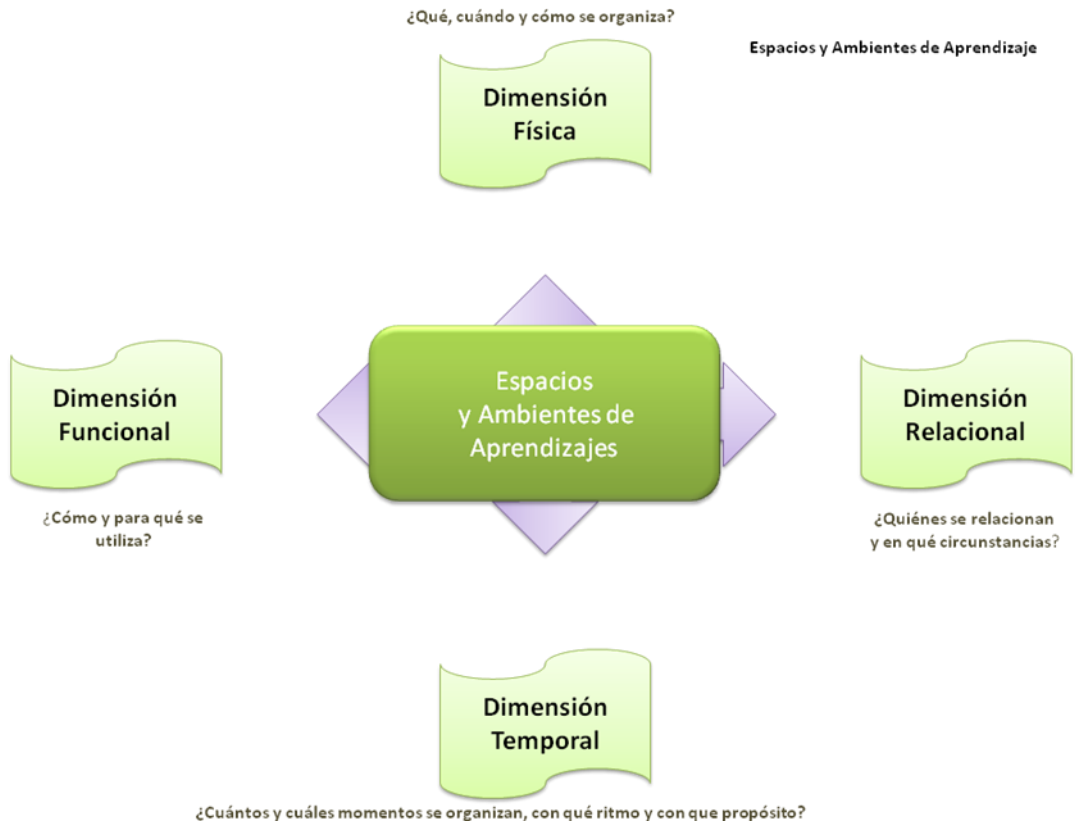 ¿Qué, cuándo y cómo se organiza?
Espacios y Ambientes de Aprendizaje
Dimensión
Física
Espacios
y Ambientes de
Aprendizajes
Dimensión
Funcional
¿Cómo y para qué se
utiliza?
Dimensión
Relacional
¿Quiénes se relacionan
y en qué circunstancias?
Dimensión
Temporal
¿Cuántos y cuáles momentos se organizan, con qué ritmo y con que propósito?